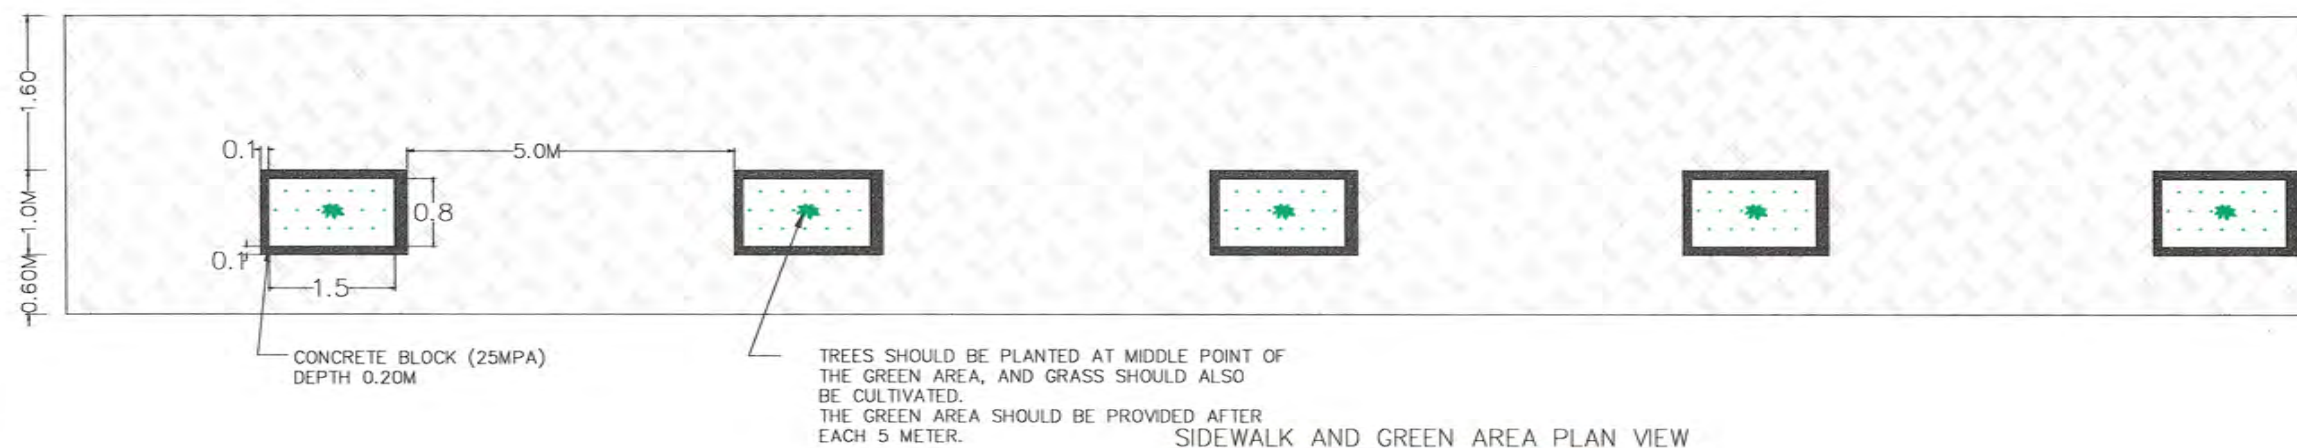 1.60
0.1
5.0M
1.0M
0.8
0.1
1.5
0.60M
CONCRETE BLOCK (25MPA)
DEPTH 0.20M
TREES SHOULD BE PLANTED AT MIDDLE POINT OF
THE GREEN AREA, AND GRASS SHOULD ALSO
BE CULTIVATED.
THE GREEN AREA SHOULD BE PROVIDED AFTER
EACH 5 METER.
SIDEWALK AND GREEN AREA PLAN VIEW